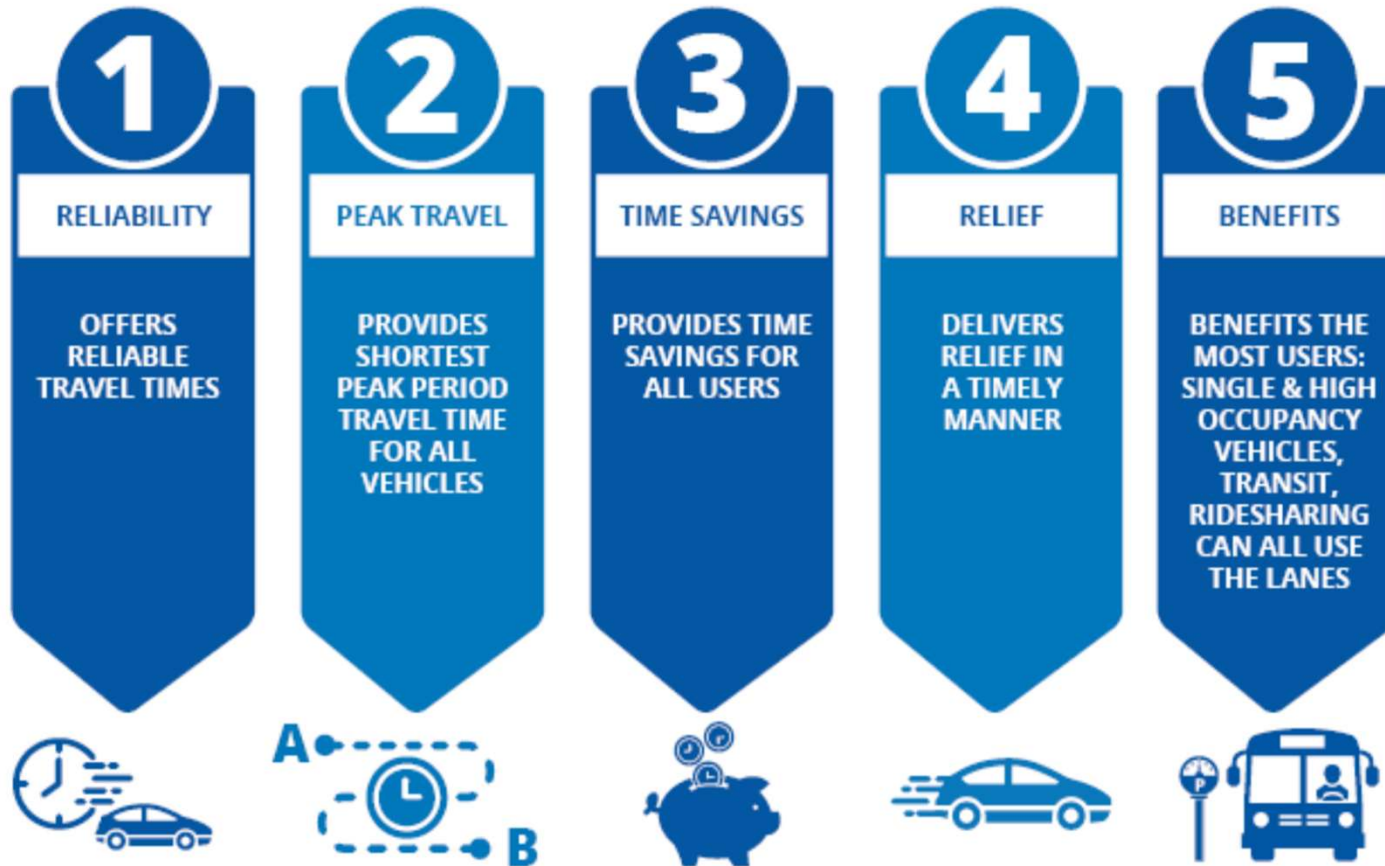 1
RELIABILITY
OFFERS
RELIABLE
TRAVEL TIMES
2
PEAK TRAVEL
PROVIDES
SHORTEST
PEAK PERIOD
TRAVEL TIME
FOR ALL
VEHICLES
A
B
3
TIME SAVINGS
PROVIDES TIME
SAVINGS FOR
ALL USERS
4
RELIEF
DELIVERS
RELIEF IN
A TIMELY
MANNER
5
BENEFITS
BENEFITS THE
MOST USERS:
SINGLE & HIGH
OCCUPANCY
VEHICLES,
TRANSIT,
RIDESHARING
CAN ALL USE
THE LANES
P